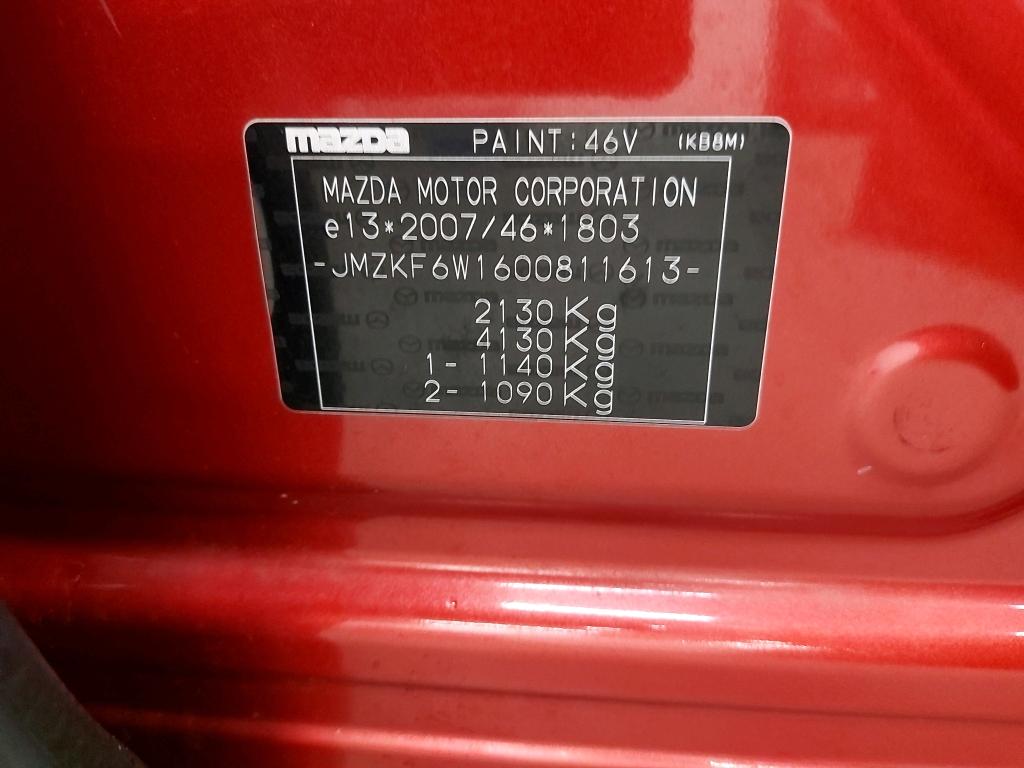 mazda PAINT:46V (KB8M)
MAZDA MOTOR CORPORATION
e13*2007/46*1803
-JMZKF6W1600811613-
2130 Kg
4130 Kg
1- 1140 Kg
2- 1090 Kg